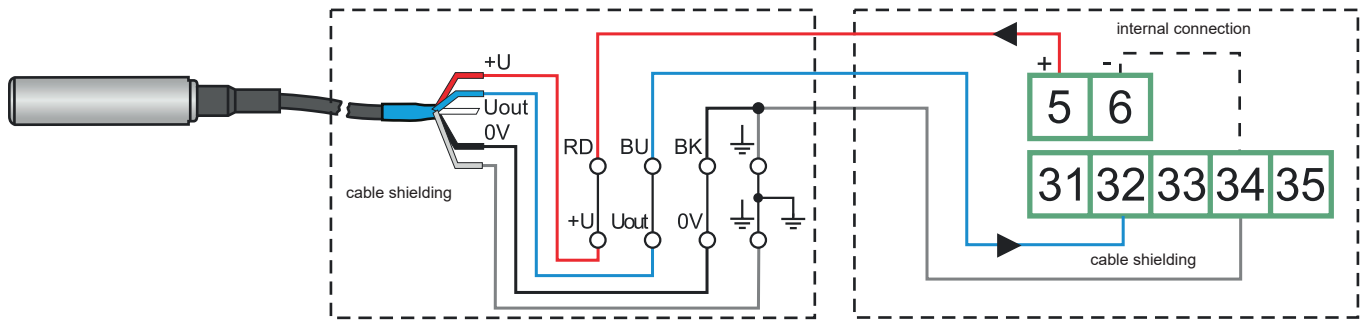 internal connection
+U
+ -
Uout
5 6
0V
RD BU BK
31 32 33 34 35
cable shielding
+U Uout 0V
cable shielding